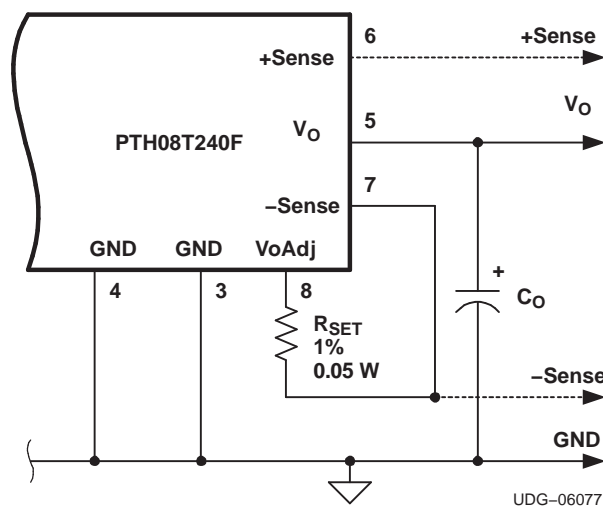 6
+Sense
+Sense
VO
5
VO
PTH08T240F
7
−Sense
GND
GND
VoAdj
4
3
8
+
CO
RSET
1%
0.05 W
−Sense
GND
UDG−06077